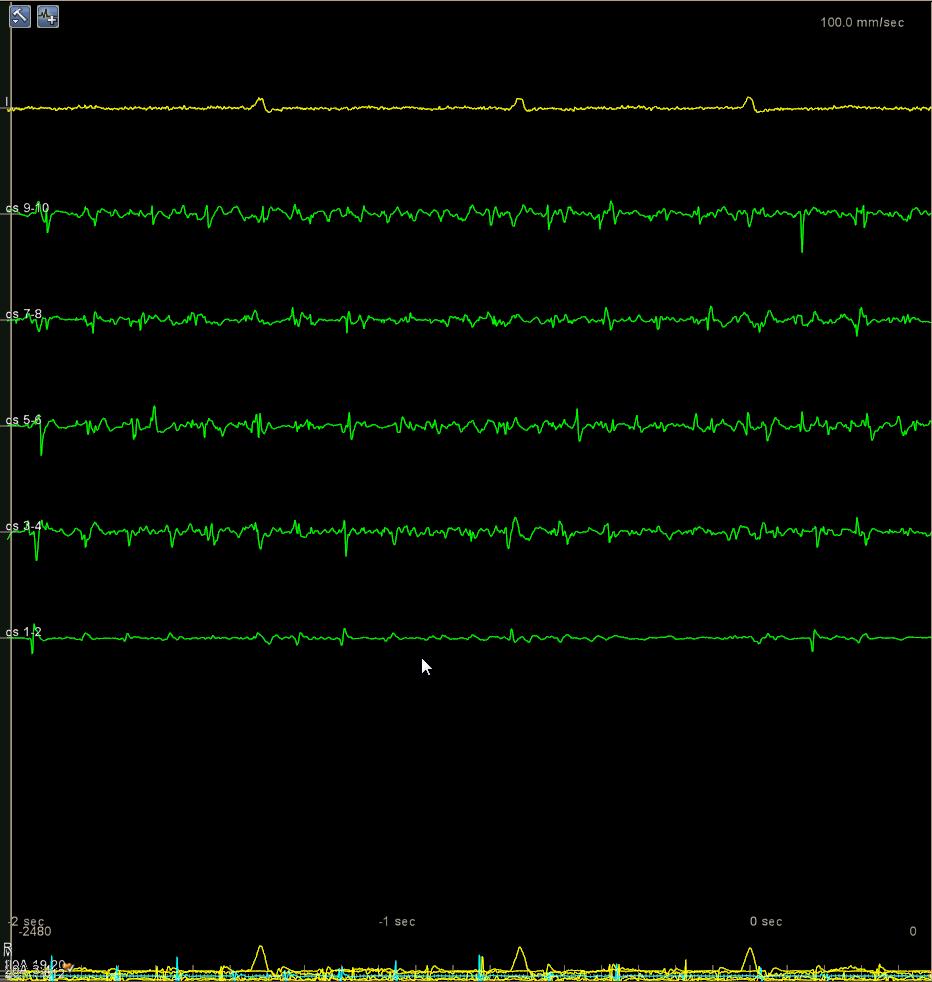 100.0 mm/sec
I
cs 9-10
cs 7-8
cs 5-6
cs 3-4
cs 1-2
-2 sec
-1 sec
0 sec
-2480
0